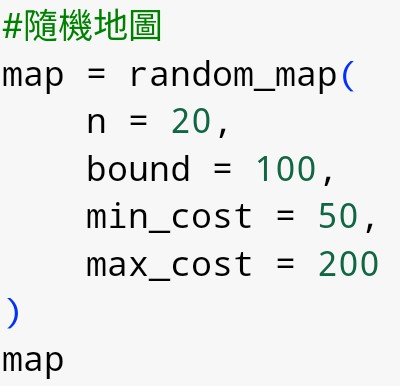 #隨機地圖
map = random_map(
    n = 20,
    bound = 100,
    min_cost = 50,
    max_cost = 200
)
map